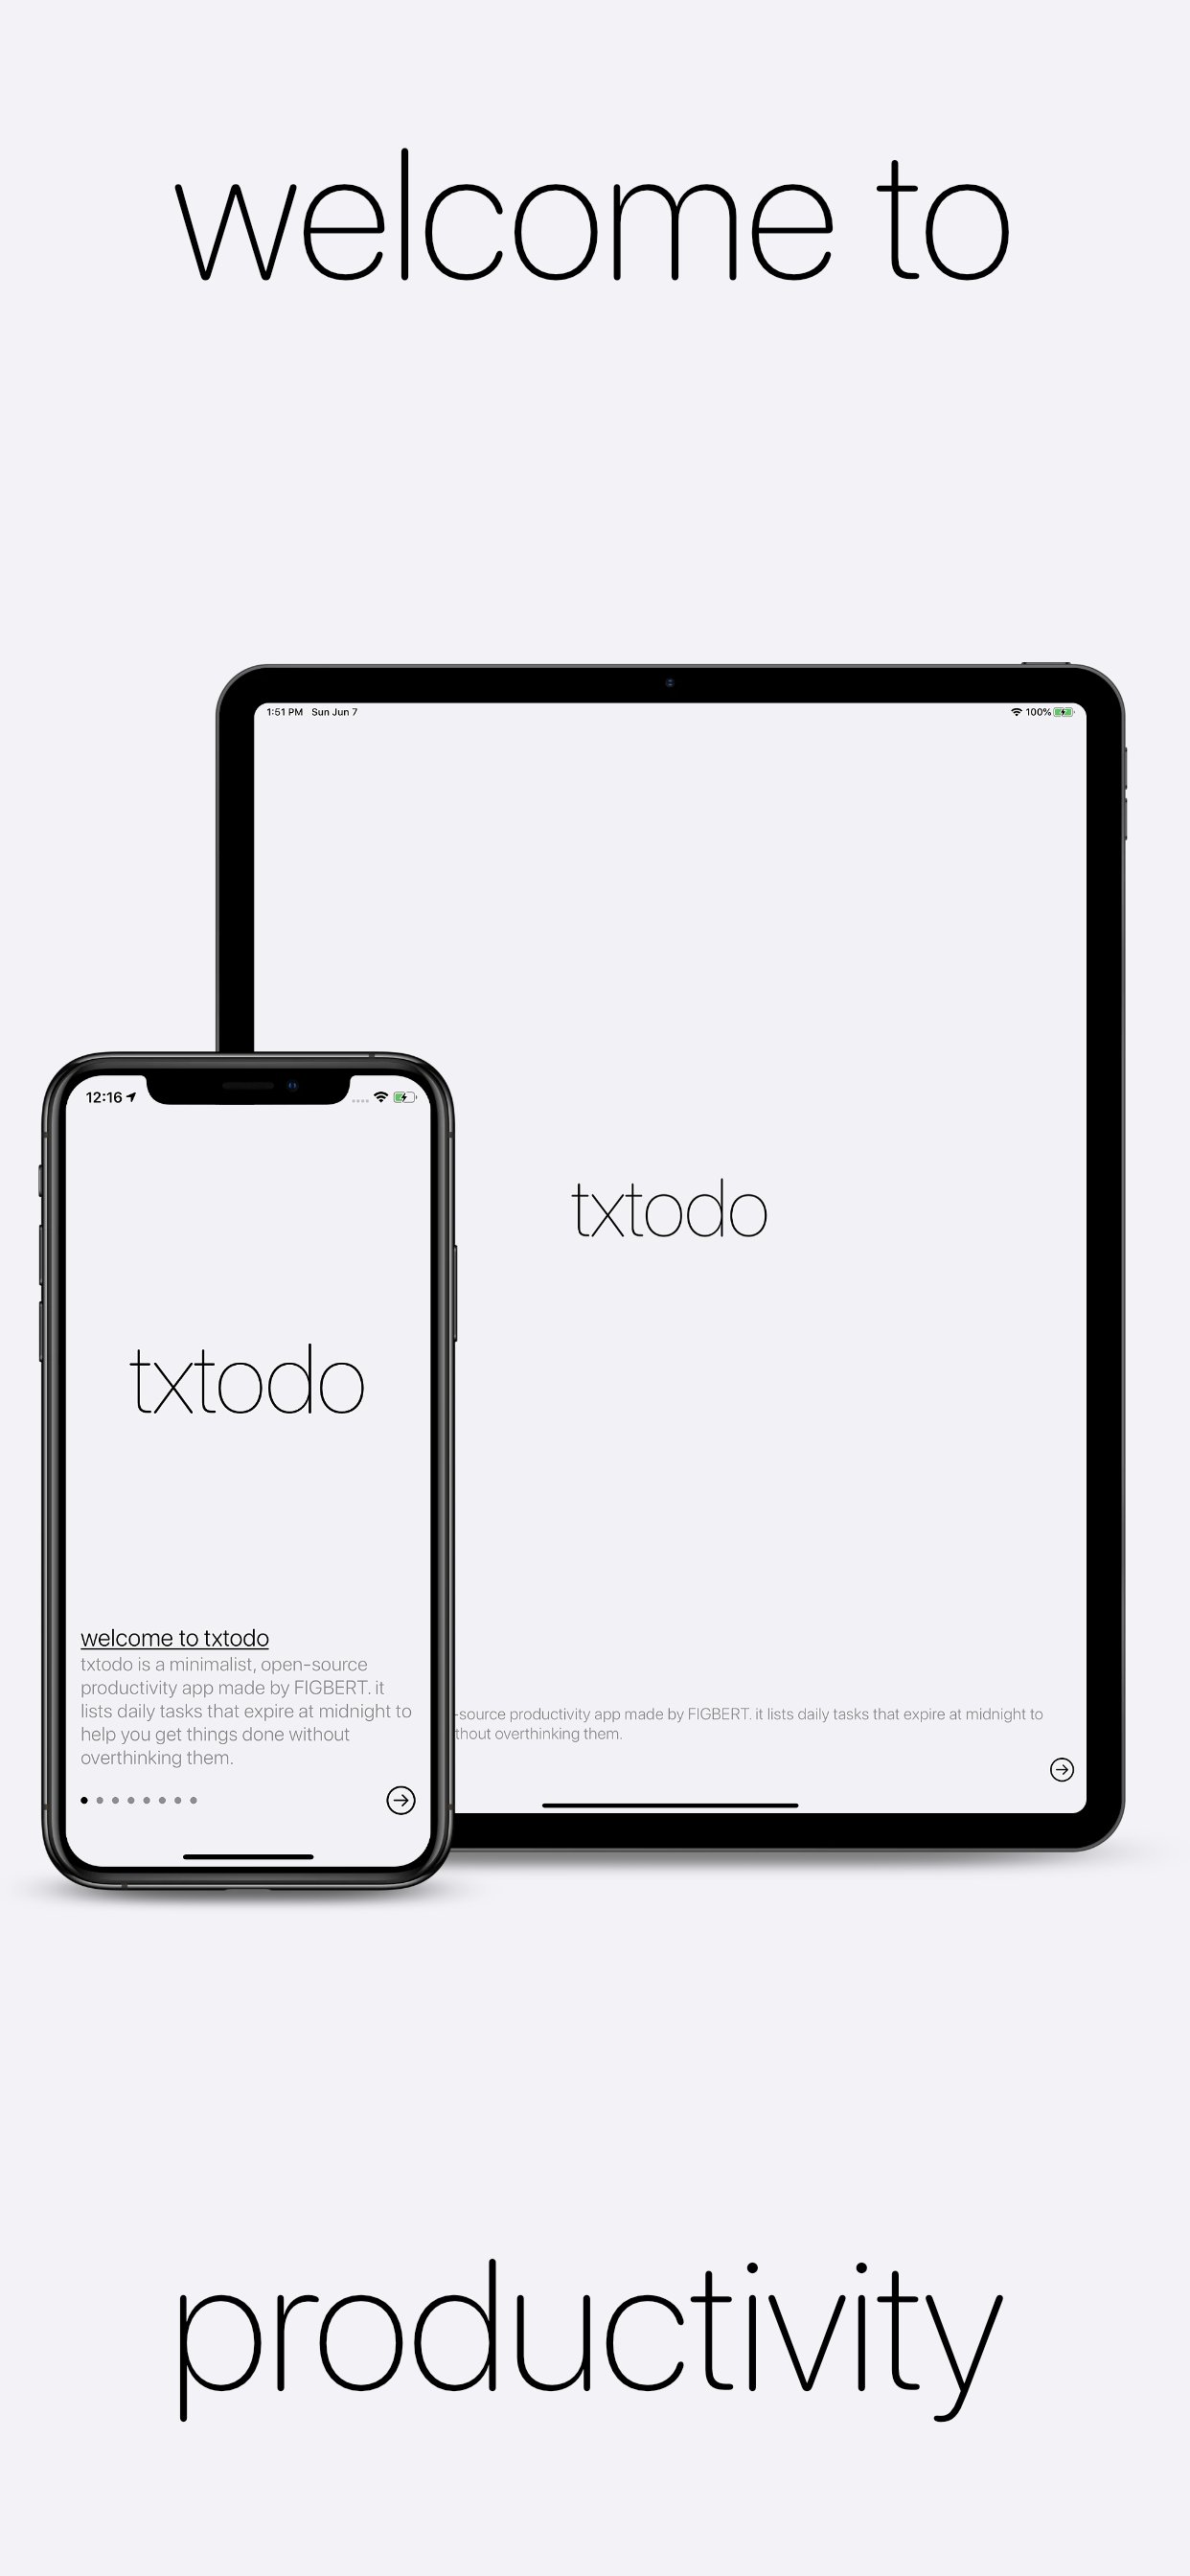 welcome to
1:51 PM Sun Jun 7
100%
12:16
txtodo
txtodo
welcome to txtodo
txtodo is a minimalist, open-source
productivity app made by FIGBERT. it
lists daily tasks that expire at midnight to
help you get things done without
overthinking them.
-source productivity app made by FIGBERT. it lists daily tasks that expire at midnight to
thout overthinking them.
productivity